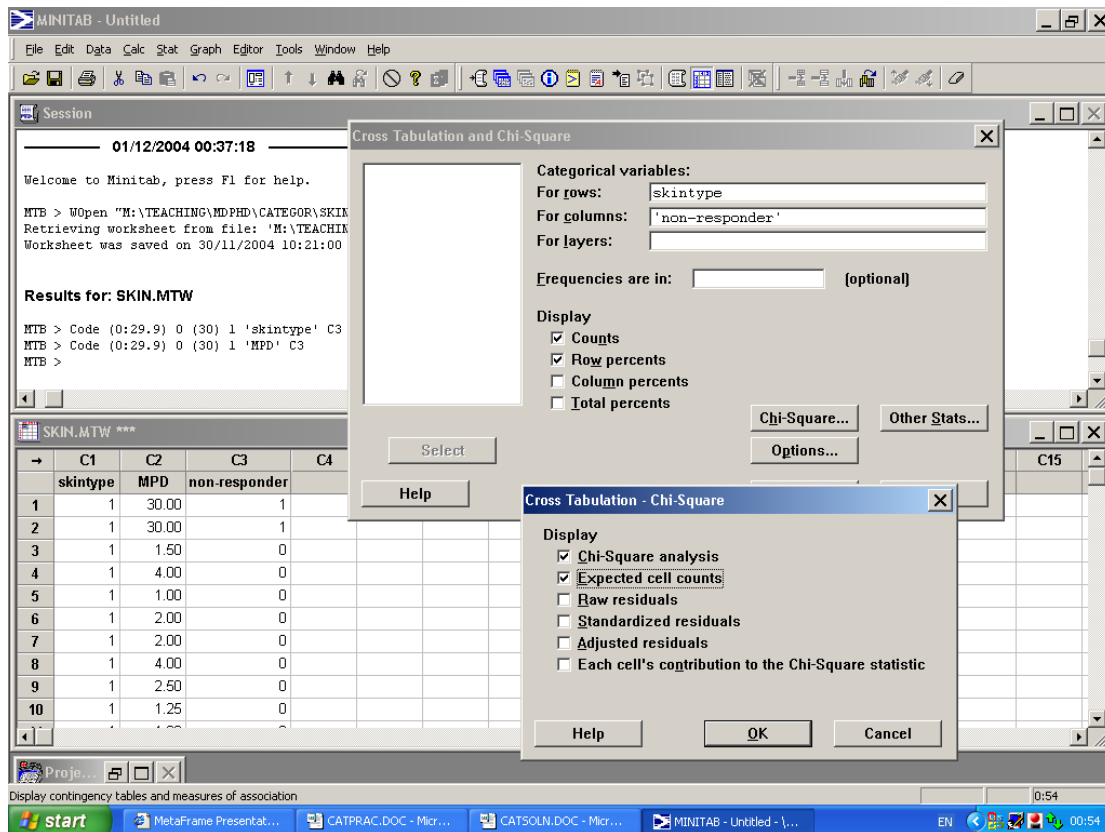 MINITAB - Untitled
File Edit Data Calc Stat Graph Editor Tools Window Help
Session
01/12/2004 00:37:18
Welcome to Minitab, press F1 for help.
MTB > WOpen "M:\TEACHING\MDPHD\CATEGOR\SKIN
Retrieving worksheet from file: 'M:\TEACHIN
Worksheet was saved on 30/11/2004 10:21:00
Results for: SKIN.MTW
MTB > Code (0:29.9) 0 (30) 1 'skintype' C3
MTB > Code (0:29.9) 0 (30) 1 'MPD' C3
MTB >
Cross Tabulation and Chi-Square
Categorical variables:
For rows: skintype
For columns: 'non-responder'
For layers:
Frequencies are in: (optional)
Display
Counts
Row percents
Column percents
Total percents
Chi-Square... Other Stats...
Select Options...
Help
SKIN.MTW ***
→ C1 C2 C3 C4 C15
skintype MPD non-responder
1 1 30.00 1
2 1 30.00 1
3 1 1.50 0
4 1 4.00 0
5 1 1.00 0
6 1 2.00 0
7 1 2.00 0
8 1 4.00 0
9 1 2.50 0
10 1 1.25 0
Cross Tabulation - Chi-Square
Display
Chi-Square analysis
Expected cell counts
Raw residuals
Standardized residuals
Adjusted residuals
Each cell's contribution to the Chi-Square statistic
Help OK Cancel
Proje...
Display contingency tables and measures of association 0:54
start MetaFrame Presentat... CATPRAC.DOC - Micr... CATSOLN.DOC - Micr... MINITAB - Untitled - \... EN 00:54